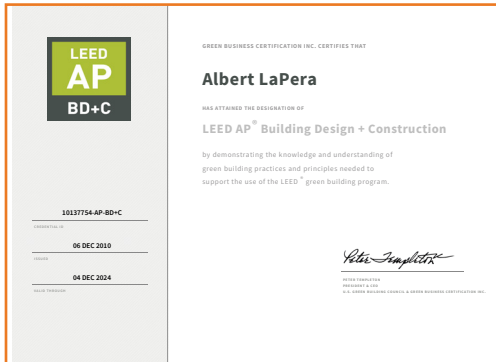 LEED
AP
BD+C
10137754-AP-BD+C
CREDENTIAL ID
06 DEC 2010
ISSUED
04 DEC 2024
VALID THROUGH
GREEN BUSINESS CERTIFICATION INC. CERTIFIES THAT
Albert LaPera
HAS ATTAINED THE DESIGNATION OF
LEED AP® Building Design + Construction
by demonstrating the knowledge and understanding of
green building practices and principles needed to
support the use of the LEED® green building program.
Peter Templeton
PETER TEMPLETON
PRESIDENT & CEO
U.S. GREEN BUILDING COUNCIL & GREEN BUSINESS CERTIFICATION INC.